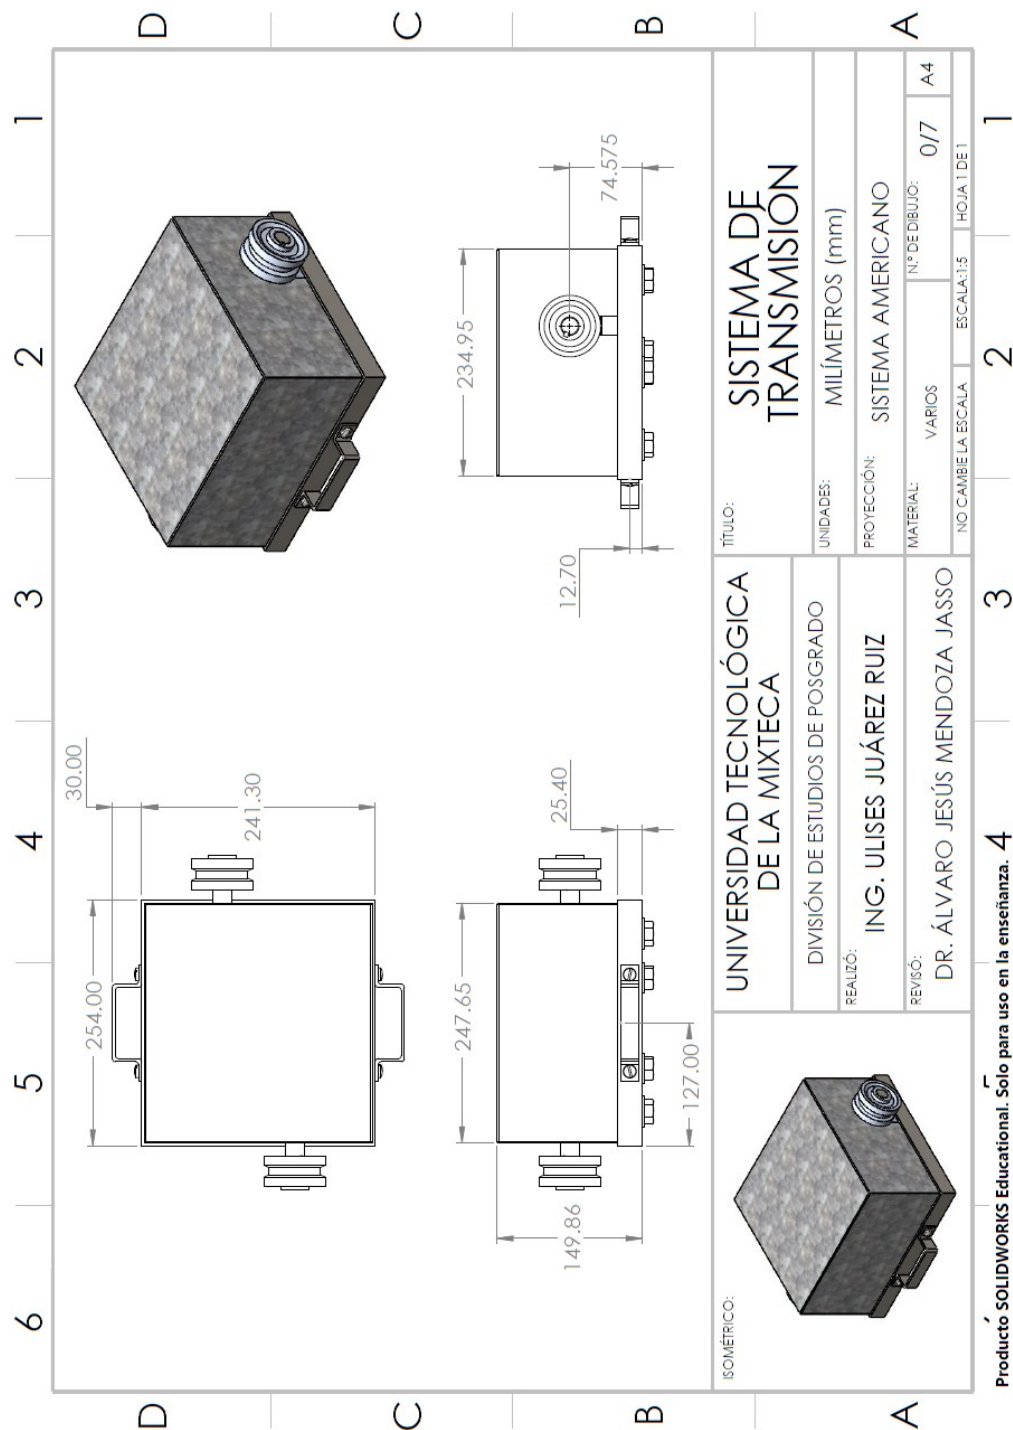 6 5 4 3 2 1
D D
C C
B B
A A
30.00
241.30
254.00
247.65
25.40
127.00
149.86
234.95
74.575
12.70
ISOMÉTRICO:
UNIVERSIDAD TECNOLÓGICA
DE LA MIXTECA
DIVISIÓN DE ESTUDIOS DE POSGRADO
REALIZÓ:
ING. ULISES JUÁREZ RUIZ
REVISÓ:
DR. ÁLVARO JESÚS MENDOZA JASSO
TÍTULO:
SISTEMA DE
TRANSMISIÓN
UNIDADES:
MILÍMETROS (mm)
PROYECCIÓN:
SISTEMA AMERICANO
MATERIAL:
VARIOS
N.º DE DIBUJO:
0/7
A4
NO CAMBIE LA ESCALA
ESCALA:1:5
HOJA 1 DE 1
Producto SOLIDWORKS Educational. Solo para uso en la enseñanza.
4 3 2 1